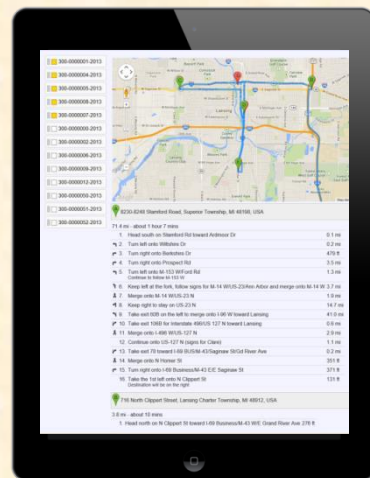 300-0000001-2013
300-0000004-2013
300-0000005-2013
300-0000008-2013
300-0000007-2013
300-0000000-2013
300-0000002-2013
300-0000006-2013
300-0000009-2013
300-0000012-2013
300-0000050-2013
300-0000051-2013
300-0000052-2013
Lansing
8230-8248 Stamford Road, Superior Township, MI 48198, USA
71.4 mi - about 1 hour 7 mins
1. Head south on Stamford Rd toward Ardmoor Dr 0.1 mi
2. Turn left onto Wiltshire Dr 0.2 mi
3. Turn right onto Berkshire Dr 479 ft
4. Turn right onto Prospect Rd 3.5 mi
5. Turn left onto M-153 W/Ford Rd 1.3 mi
Continue to follow M-153 W
6. Keep left at the fork, follow signs for M-14 W/US-23/Ann Arbor and merge onto M-14 W 3.7 mi
7. Merge onto M-14 W/US-23 N 1.9 mi
8. Keep right to stay on US-23 N 14.7 mi
9. Take exit 60B on the left to merge onto I-96 W toward Lansing 41.0 mi
10. Take exit 106B for Interstate 496/US 127 N toward Lansing 0.8 mi
11. Merge onto I-496 W/US-127 N 2.9 mi
12. Continue onto US-127 N (signs for Clare) 1.1 mi
13. Take exit 79 toward I-69 BUS/M-43/Saginaw St/Gd River Ave 0.2 mi
14. Merge onto N Homer St 351 ft
15. Turn right onto I-69 Business/M-43 E/E Saginaw St 371 ft
16. Take the 1st left onto N Clippert St 131 ft
Destination will be on the right
716 North Clippert Street, Lansing Charter Township, MI 48912, USA
3.8 mi - about 10 mins
1. Head north on N Clippert St toward I-69 Business/M-43 W/E Grand River Ave 276 ft